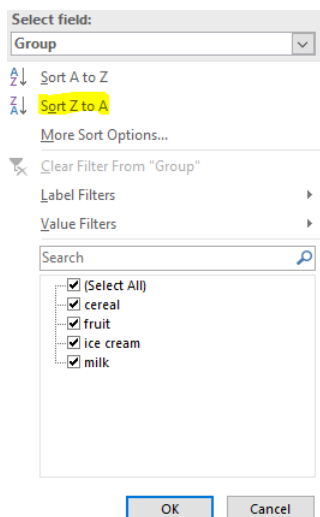 Select field:
Group
Sort A to Z
Sort Z to A
More Sort Options...
Clear Filter From "Group"
Label Filters
Value Filters
Search
(Select All)
cereal
fruit
ice cream
milk
OK Cancel